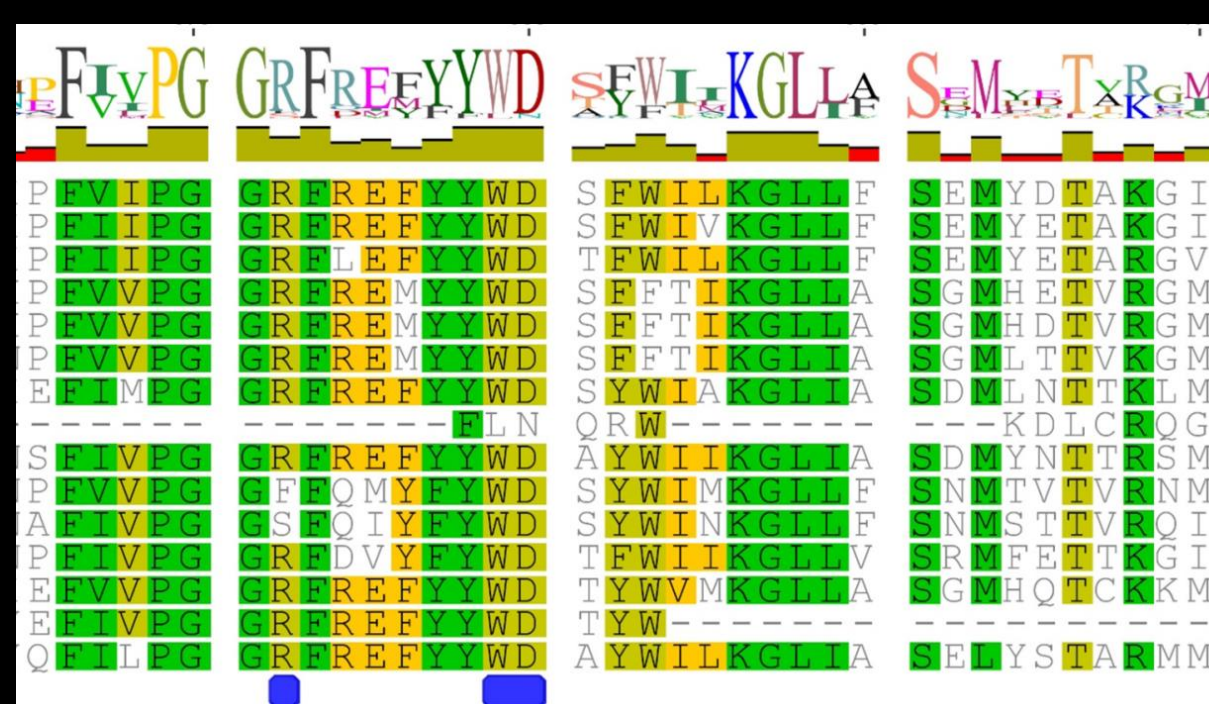 PFVIPG GRFREFYYWD SFWILKGLLF SEMYDTAKGI
PFIIPG GRFREFYYWD SFWIVKGLLF SEMYETAKGI
PFIIPG GRFLEFYYWD TFWILKGLLF SEMYETARGV
PFVVPG GRFREMYYWD SFFTIKGLLA SGMHETVRGM
PFVVPG GRFREMYYWD SFFTIKGLLA SGMHDTVRGM
PFVVPG GRFREMYYWD SFFTIKGLIA SGMLTTVKGM
EFIMPG GRFREFYYWD SYWIAKGLIA SDMLNTTKLM
------ -------FLN QRW------- ---KDLCRQG
SFIVPG GRFREFYYWD AYWIIKGLIA SDMYNTTRSM
PFVVPG GFFQMYFYWD SYWIMKGLLF SNMTVTVRNM
AFIVPG GSFQIYFYWD SYWINKGLLF SNMSTTVRQI
PFIVPG GRFDVYFYWD TFWIIKGLLV SRMFETTKGI
EFVVPG GRFREFYYWD TYWVMKGLLA SGMHQTCKKM
EFIVPG GRFREFYYWD TYW------- ----------
QFILPG GRFREFYYWD AYWILKGLIA SELYSTARMM